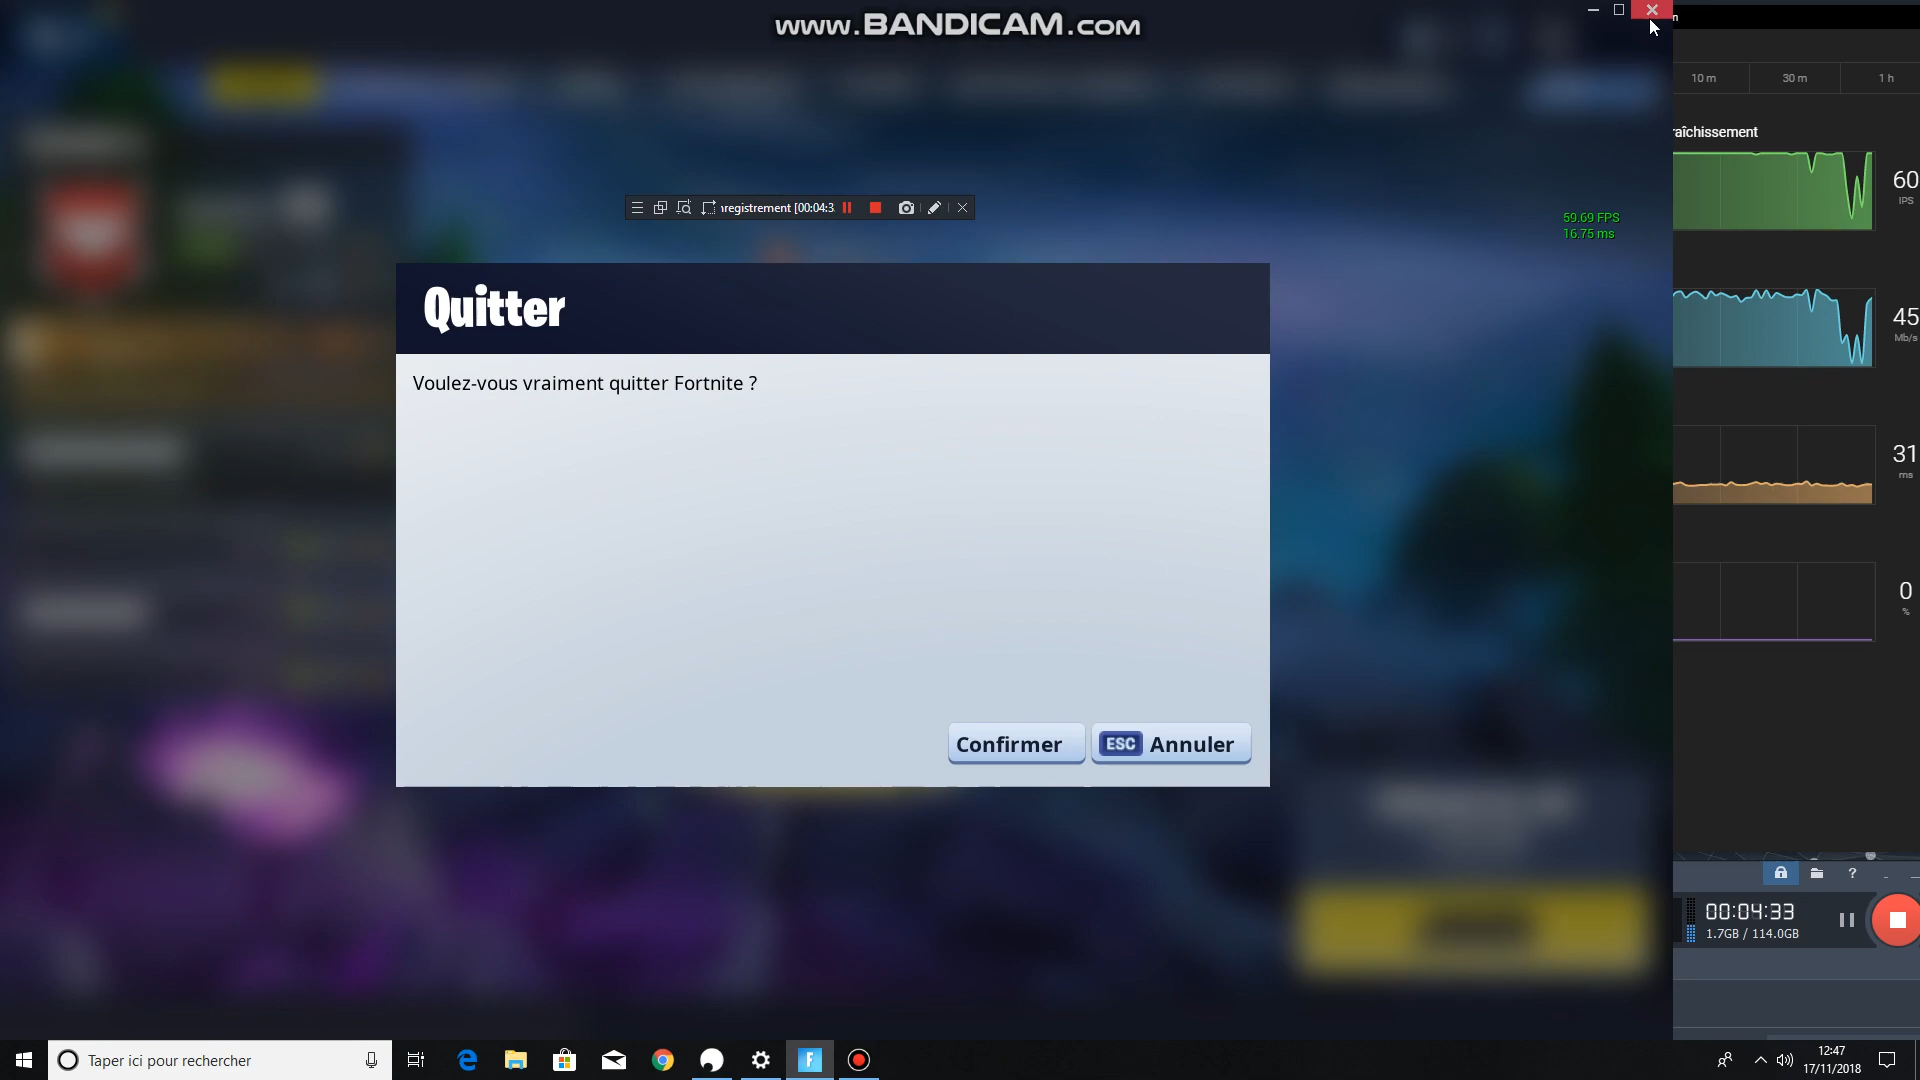 www.BANDICAM.com
n
10 m
30 m
1 h
raîchissement
60
IPS
nregistrement [00:04:3
59.69 FPS
16.75 ms
Quitter
45
Mb/s
Voulez-vous vraiment quitter Fortnite ?
31
ms
0
%
Confirmer
ESC Annuler
?
00:04:33
1.7GB / 114.0GB
Taper ici pour rechercher
12:47
17/11/2018